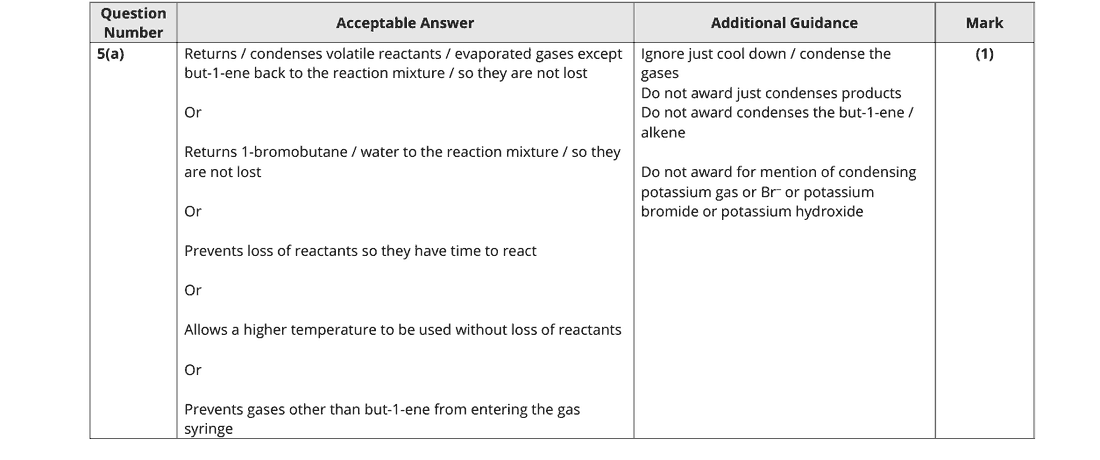 Question
Number
Acceptable Answer
Additional Guidance
Mark
5(a)
Returns / condenses volatile reactants / evaporated gases except
but-1-ene back to the reaction mixture / so they are not lost
Or
Returns 1-bromobutane / water to the reaction mixture / so they
are not lost
Or
Prevents loss of reactants so they have time to react
Or
Allows a higher temperature to be used without loss of reactants
Or
Prevents gases other than but-1-ene from entering the gas
syringe
Ignore just cool down / condense the
gases
Do not award just condenses products
Do not award condenses the but-1-ene /
alkene
Do not award for mention of condensing
potassium gas or Br⁻ or potassium
bromide or potassium hydroxide
(1)